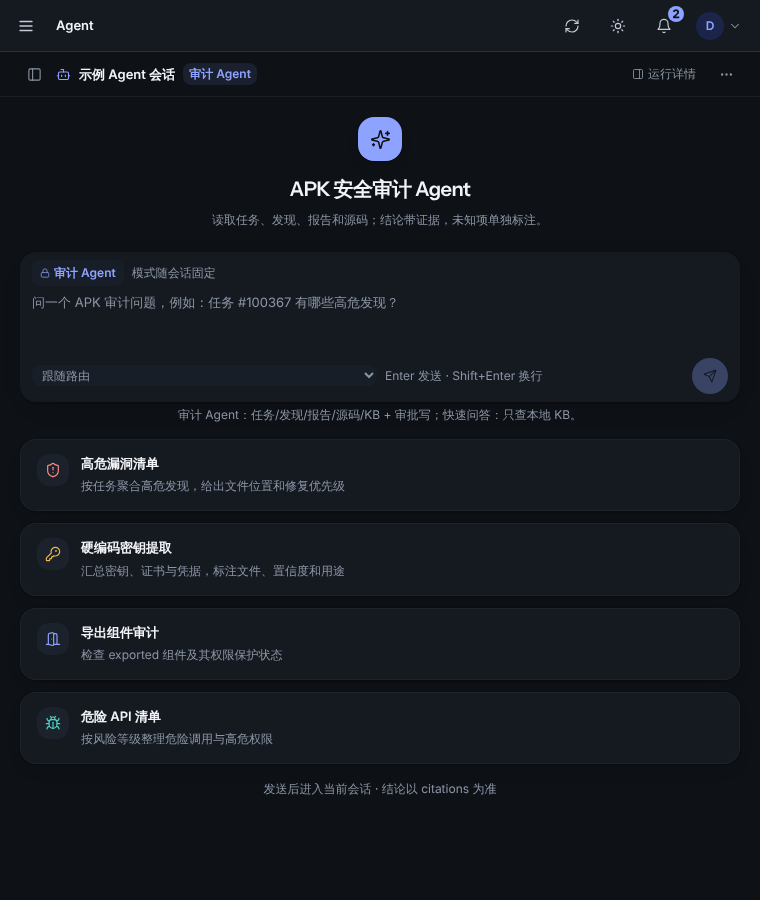 Agent
2
D
示例 Agent 会话
审计 Agent
运行详情
APK 安全审计 Agent
读取任务、发现、报告和源码；结论带证据，未知项单独标注。
审计 Agent
模式随会话固定
问一个 APK 审计问题，例如：任务 #100367 有哪些高危发现？
跟随路由
Enter 发送 · Shift+Enter 换行
审计 Agent：任务/发现/报告/源码/KB + 审批写；快速问答：只查本地 KB。
高危漏洞清单
按任务聚合高危发现，给出文件位置和修复优先级
硬编码密钥提取
汇总密钥、证书与凭据，标注文件、置信度和用途
导出组件审计
检查 exported 组件及其权限保护状态
危险 API 清单
按风险等级整理危险调用与高危权限
发送后进入当前会话 · 结论以 citations 为准